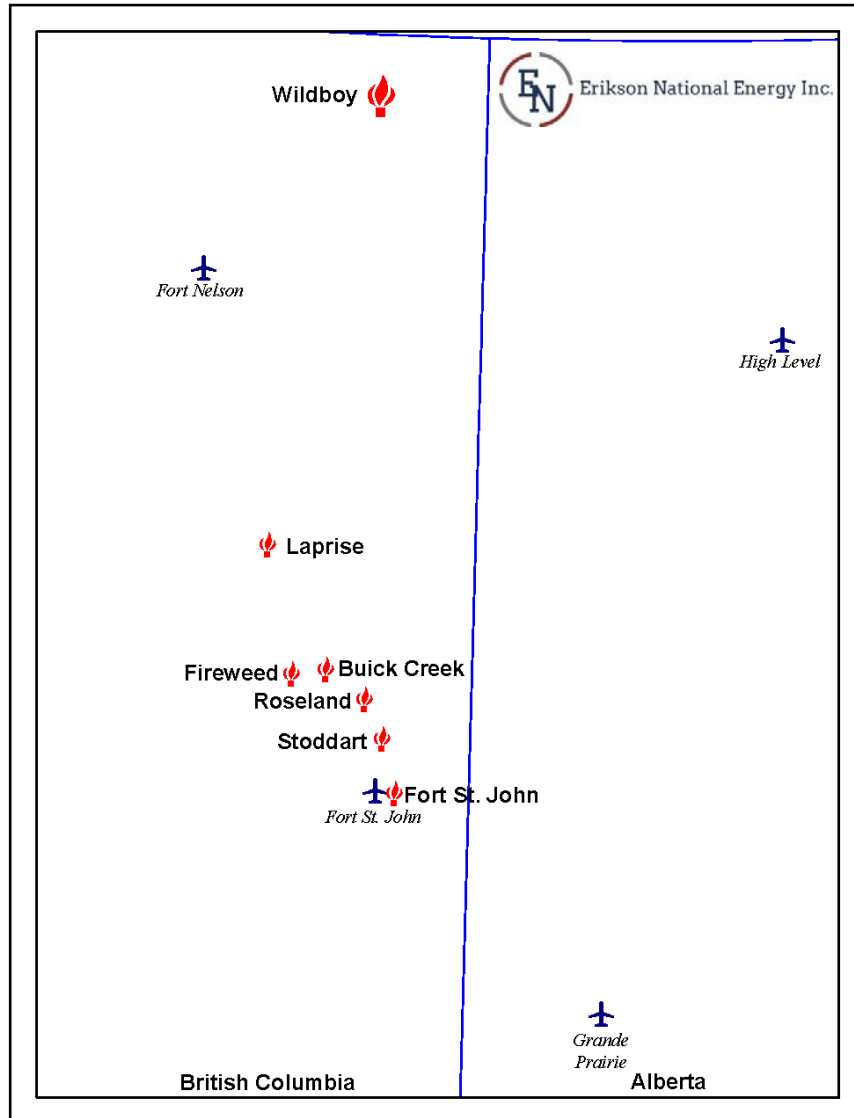 Wildboy
EN
Erikson National Energy Inc.
Fort Nelson
High Level
Laprise
Fireweed
Buick Creek
Roseland
Stoddart
Fort St. John
Fort St. John
Grande
Prairie
British Columbia
Alberta